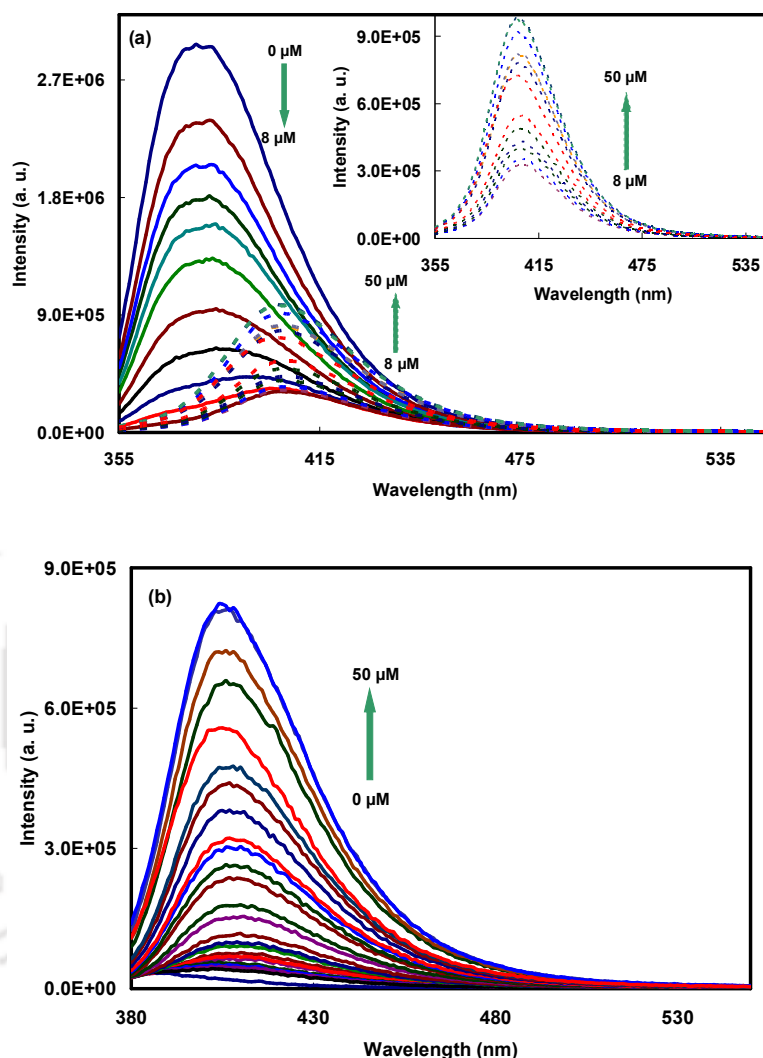 (a)
0 µM
8 µM
2.7E+06
1.8E+06
9.0E+05
0.0E+00
Intensity (a. u.)
355
415
475
535
Wavelength (nm)
50 µM
8 µM
9.0E+05
6.0E+05
3.0E+05
0.0E+00
Intensity (a. u.)
50 µM
8 µM
355
415
475
535
Wavelength (nm)
(b)
9.0E+05
6.0E+05
3.0E+05
0.0E+00
Intensity (a. u.)
50 µM
0 µM
380
430
480
530
Wavelength (nm)